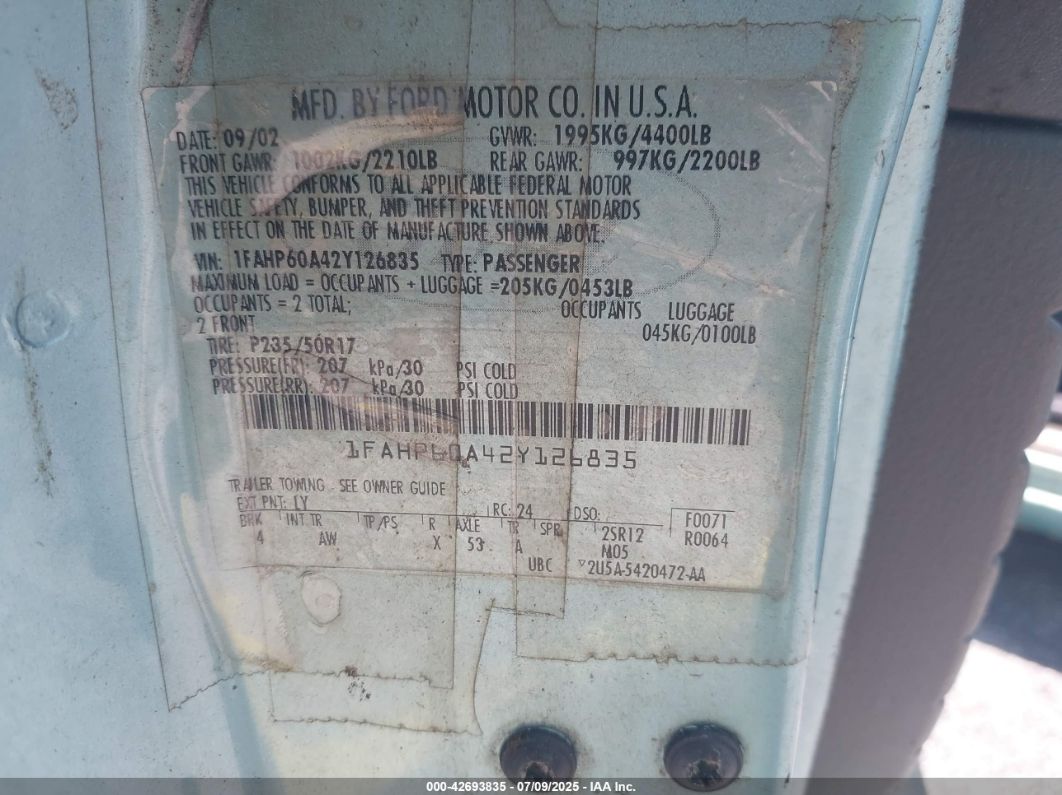 MFD. BY FORD MOTOR CO. IN U.S.A.
DATE: 09/02 GVWR: 1995KG/4400LB
FRONT GAWR: 1002KG/2210LB REAR GAWR: 997KG/2200LB
THIS VEHICLE CONFORMS TO ALL APPLICABLE FEDERAL MOTOR
VEHICLE SAFETY, BUMPER, AND THEFT PREVENTION STANDARDS
IN EFFECT ON THE DATE OF MANUFACTURE SHOWN ABOVE.
VIN: 1FAHP60A42Y126835 TYPE: PASSENGER
MAXIMUM LOAD = OCCUPANTS + LUGGAGE =205KG/0453LB
OCCUPANTS = 2 TOTAL; OCCUPANTS LUGGAGE
2 FRONT 045KG/0100LB
TIRE: P235/50R17
PRESSURE(FR): 207 kPa/30 PSI COLD
PRESSURE(RR): 207 kPa/30 PSI COLD
1FAHP60A42Y126835
TRAILER TOWING - SEE OWNER GUIDE
EXT PNT: LY RC: 24 DSO: F0071
BRK INT TR TP/PS R AXLE TR SPR 2SR12 R0064
4 AW X 53 A M05
UBC 2U5A-5420472-AA
000-42693835 - 07/09/2025 - IAA Inc.